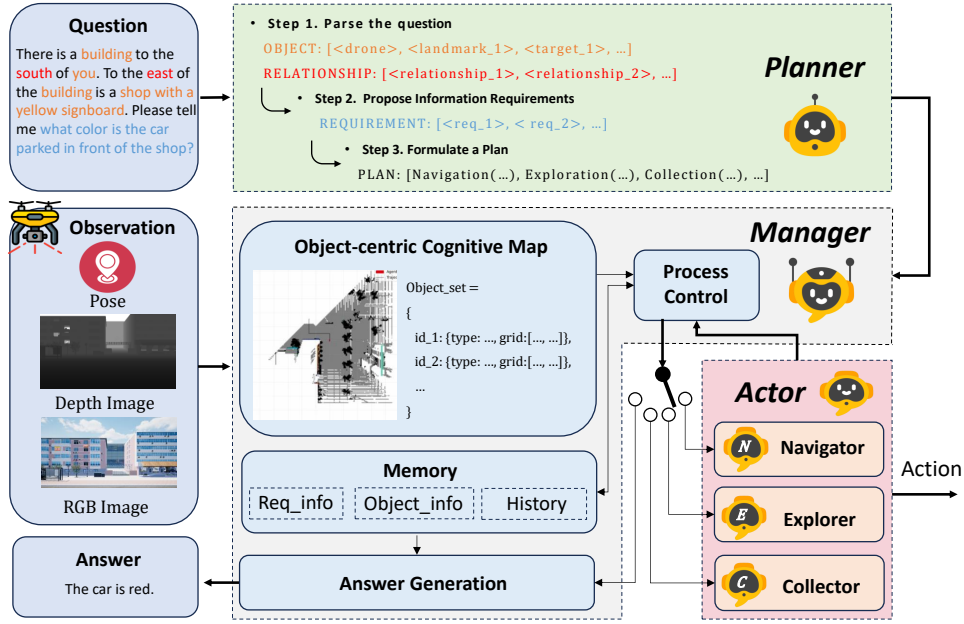 Question
There is a building to the
south of you. To the east of
the building is a shop with a
yellow signboard. Please tell
me what color is the car
parked in front of the shop?
• Step 1. Parse the question
OBJECT: [<drone>, <landmark_1>, <target_1>, …]
RELATIONSHIP: [<relationship_1>, <relationship_2>, …]
• Step 2. Propose Information Requirements
REQUIREMENT: [<req_1>, < req_2>, …]
• Step 3. Formulate a Plan
PLAN: [Navigation(…), Exploration(…), Collection(…), …]
Planner
Observation
Pose
Depth Image
RGB Image
Object-centric Cognitive Map
Object_set =
{
id_1: {type: …, grid:[…, …]},
id_2: {type: …, grid:[…, …]},
…
}
Manager
Process
Control
Memory
Req_info
Object_info
History
Answer Generation
Actor
N
Navigator
E
Explorer
C
Collector
Action
Answer
The car is red.